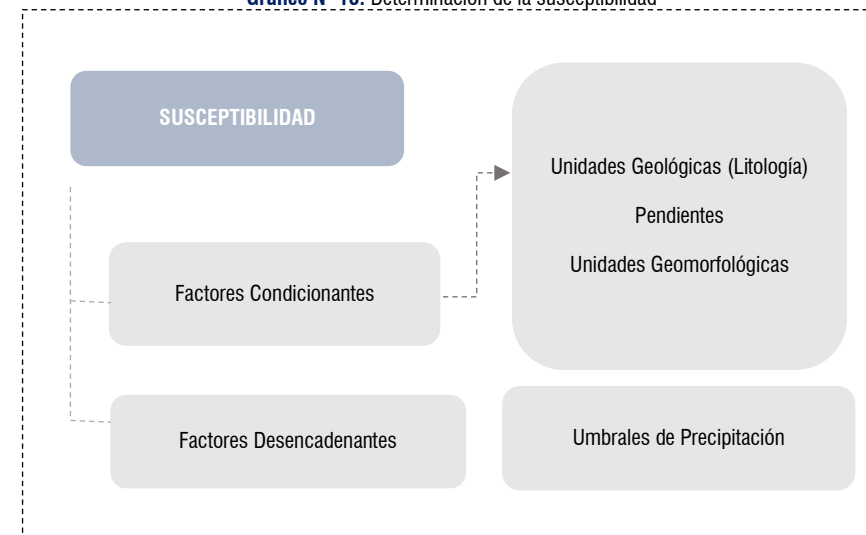 Determinación de la susceptibilidad
SUSCEPTIBILIDAD
Unidades Geológicas (Litología)
Pendientes
Unidades Geomorfológicas
Factores Condicionantes
Factores Desencadenantes
Umbrales de Precipitación